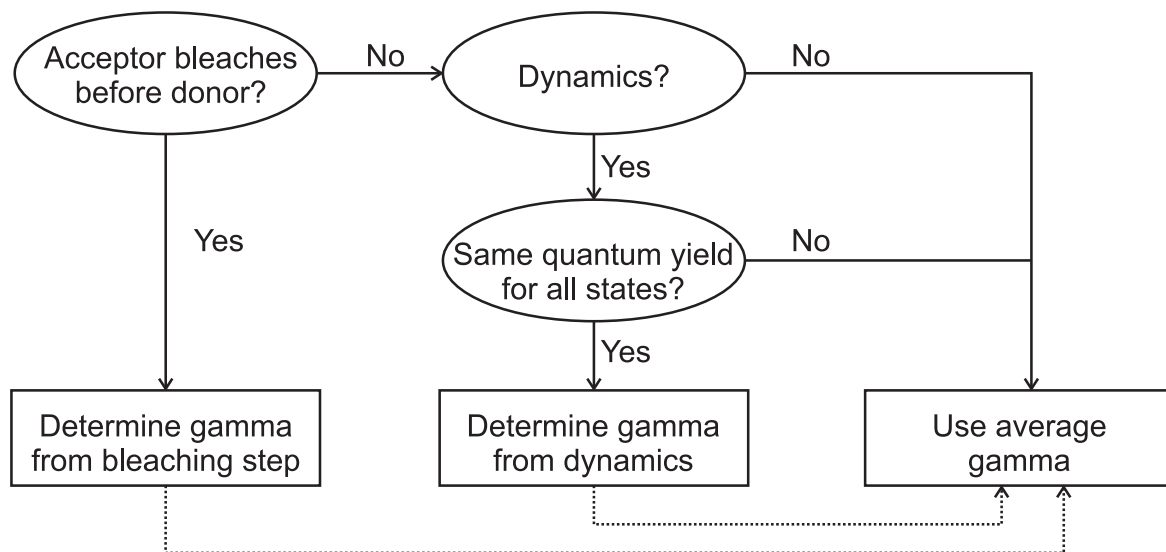 Acceptor bleaches
before donor?
No
Dynamics?
No
Yes
Yes
Same quantum yield
for all states?
No
Yes
Determine gamma
from bleaching step
Determine gamma
from dynamics
Use average
gamma